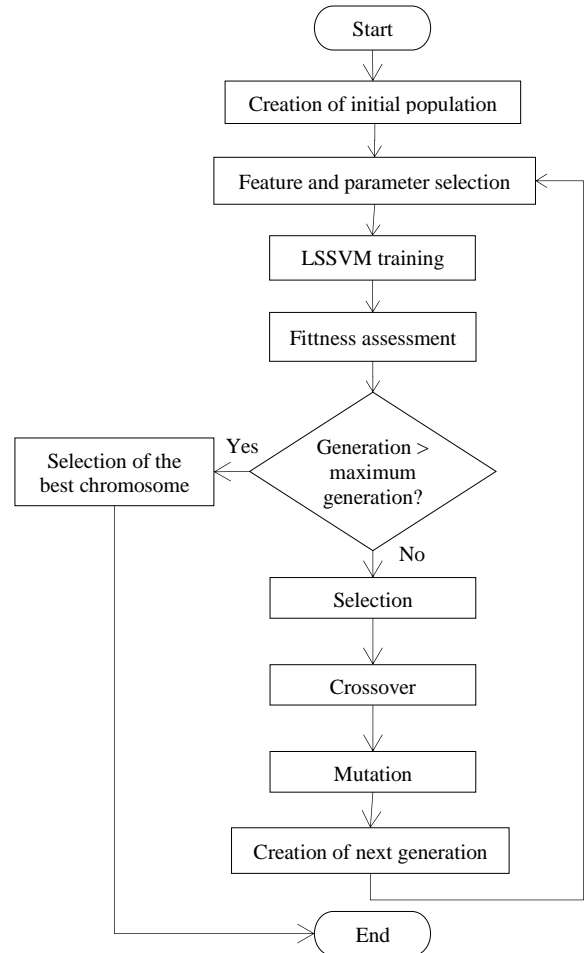 Start
Creation of initial population
Feature and parameter selection
LSSVM training
Fittness assessment
Yes
Generation >
maximum
generation?
Selection of the
best chromosome
No
Selection
Crossover
Mutation
Creation of next generation
End